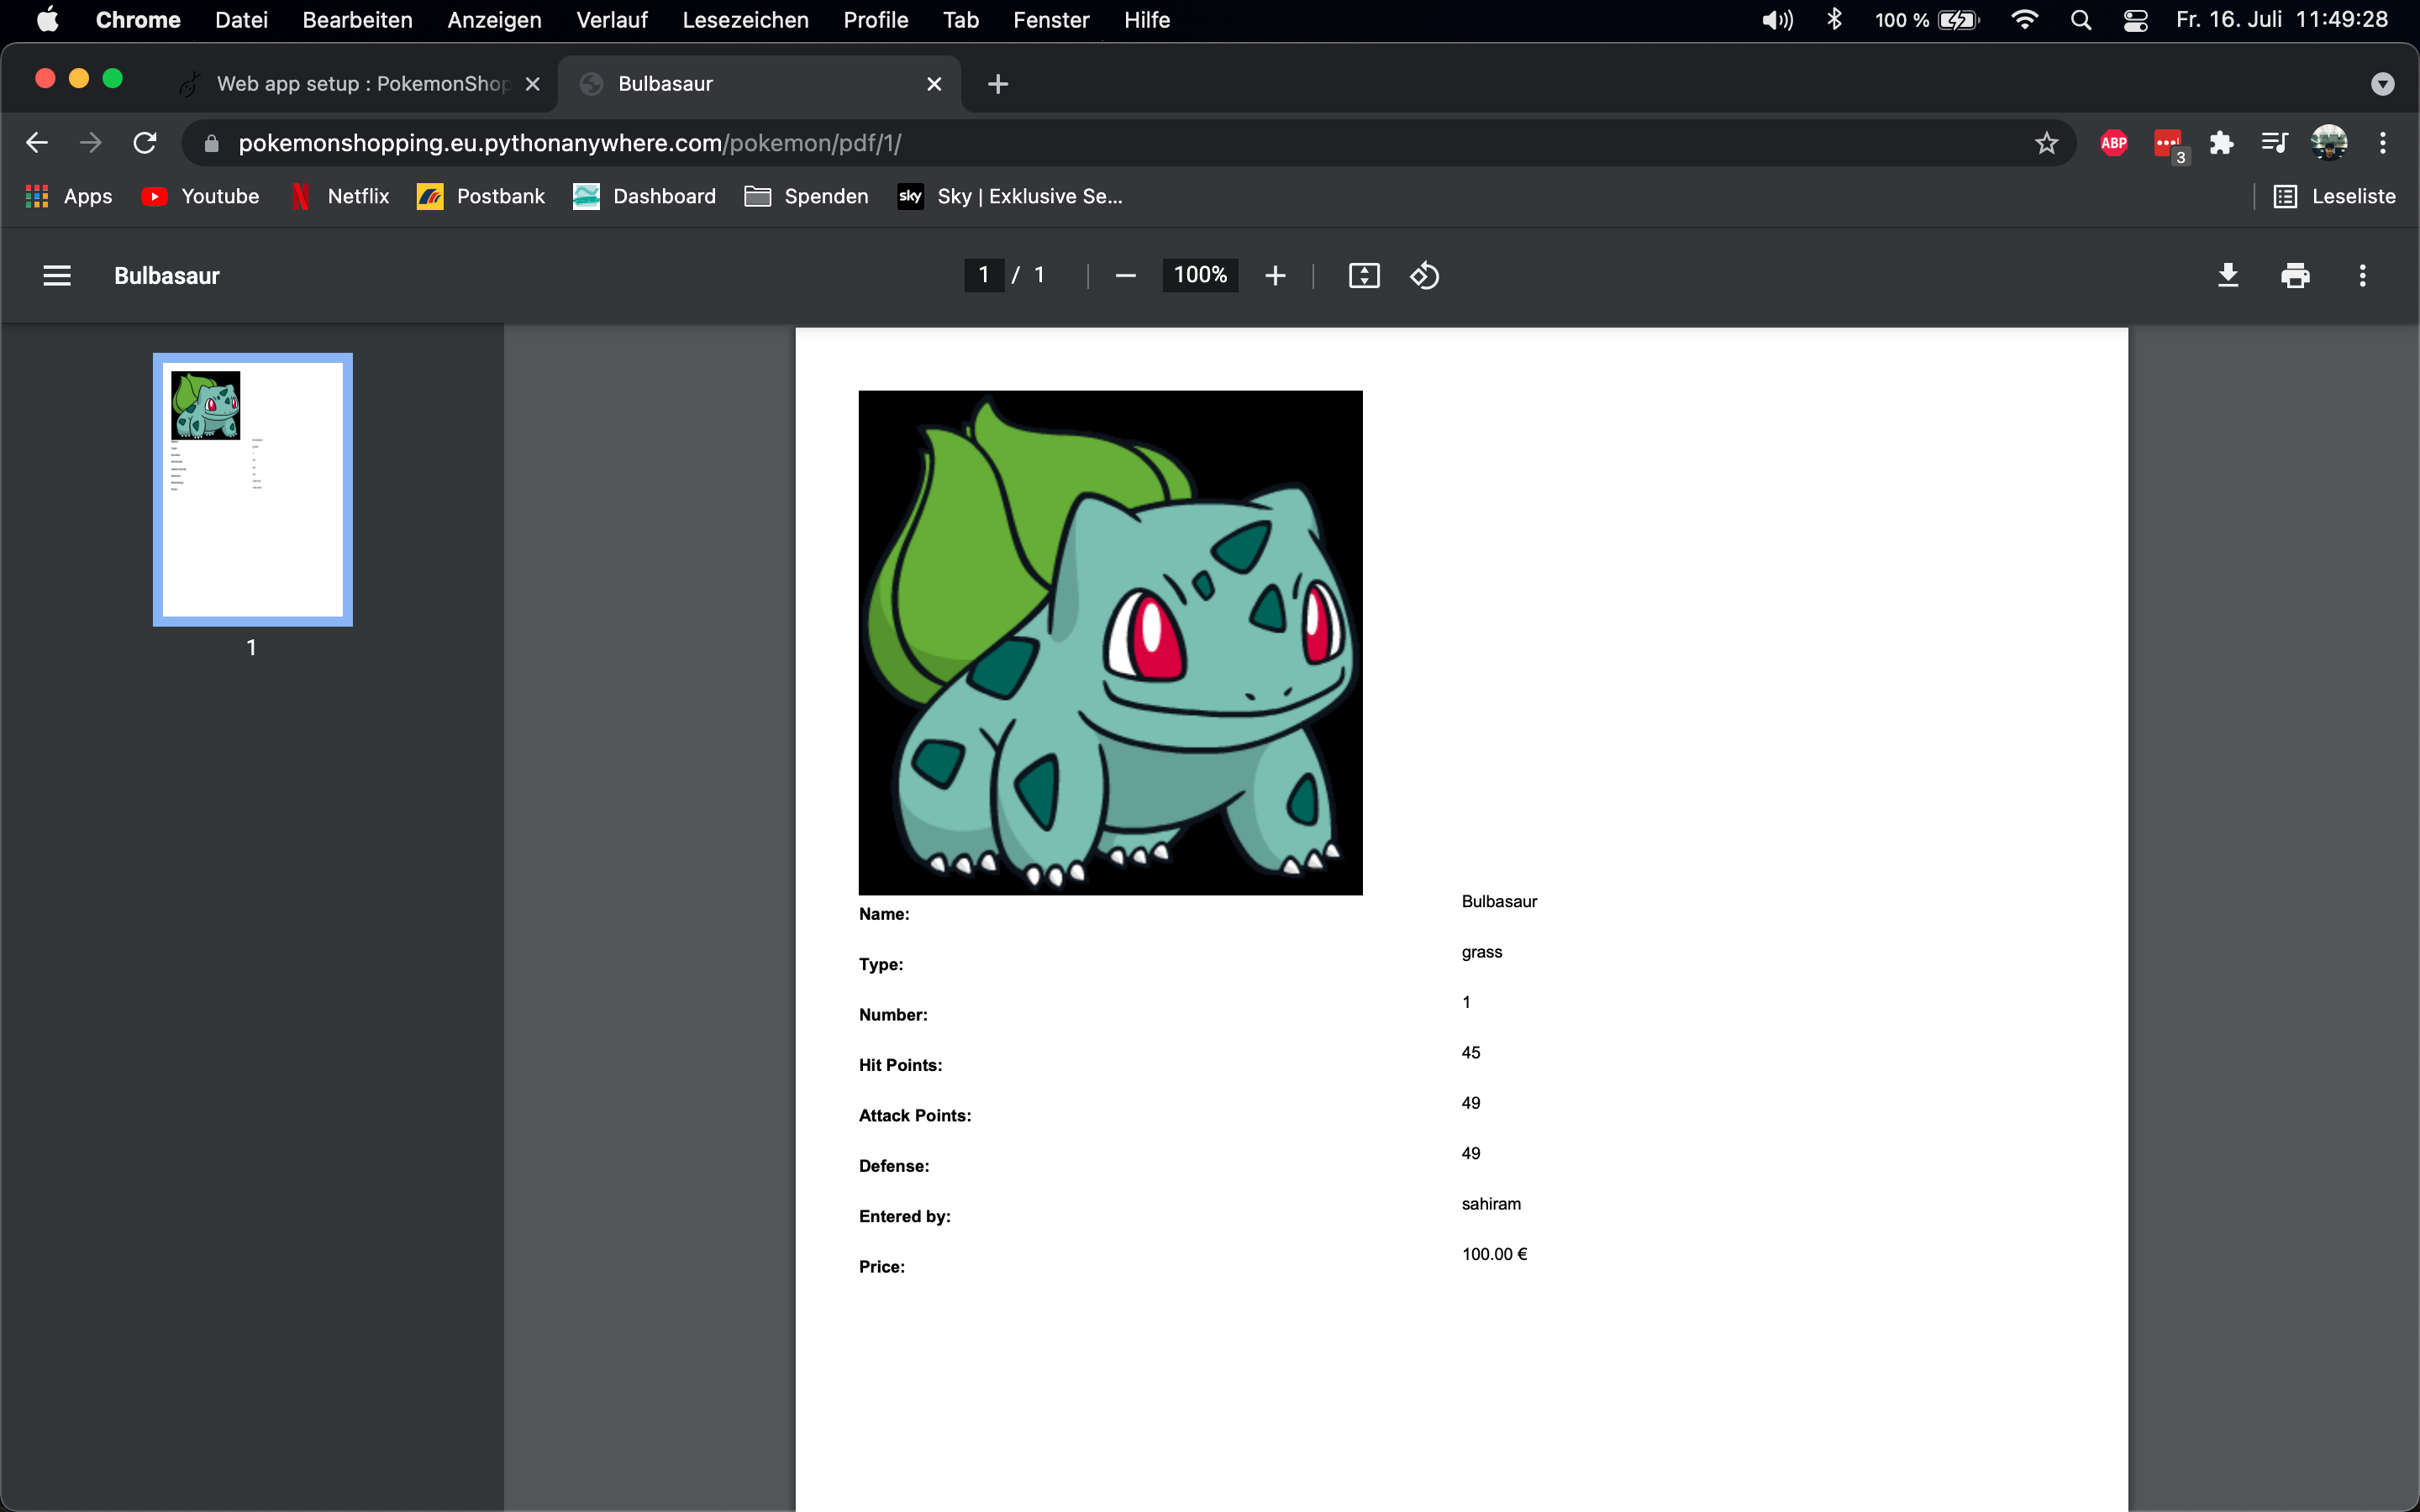 Chrome Datei Bearbeiten Anzeigen Verlauf Lesezeichen Profile Tab Fenster Hilfe 100 % Fr. 16. Juli 11:49:28
Web app setup : PokemonShop Bulbasaur
pokemonshopping.eu.pythonanywhere.com/pokemon/pdf/1/ ABP 3
Apps Youtube Netflix Postbank Dashboard Spenden sky Sky | Exklusive Se... Leseliste
Bulbasaur 1 / 1 100%
1
Name: Bulbasaur
Type: grass
Number: 1
Hit Points: 45
Attack Points: 49
Defense: 49
Entered by: sahiram
Price: 100.00 €